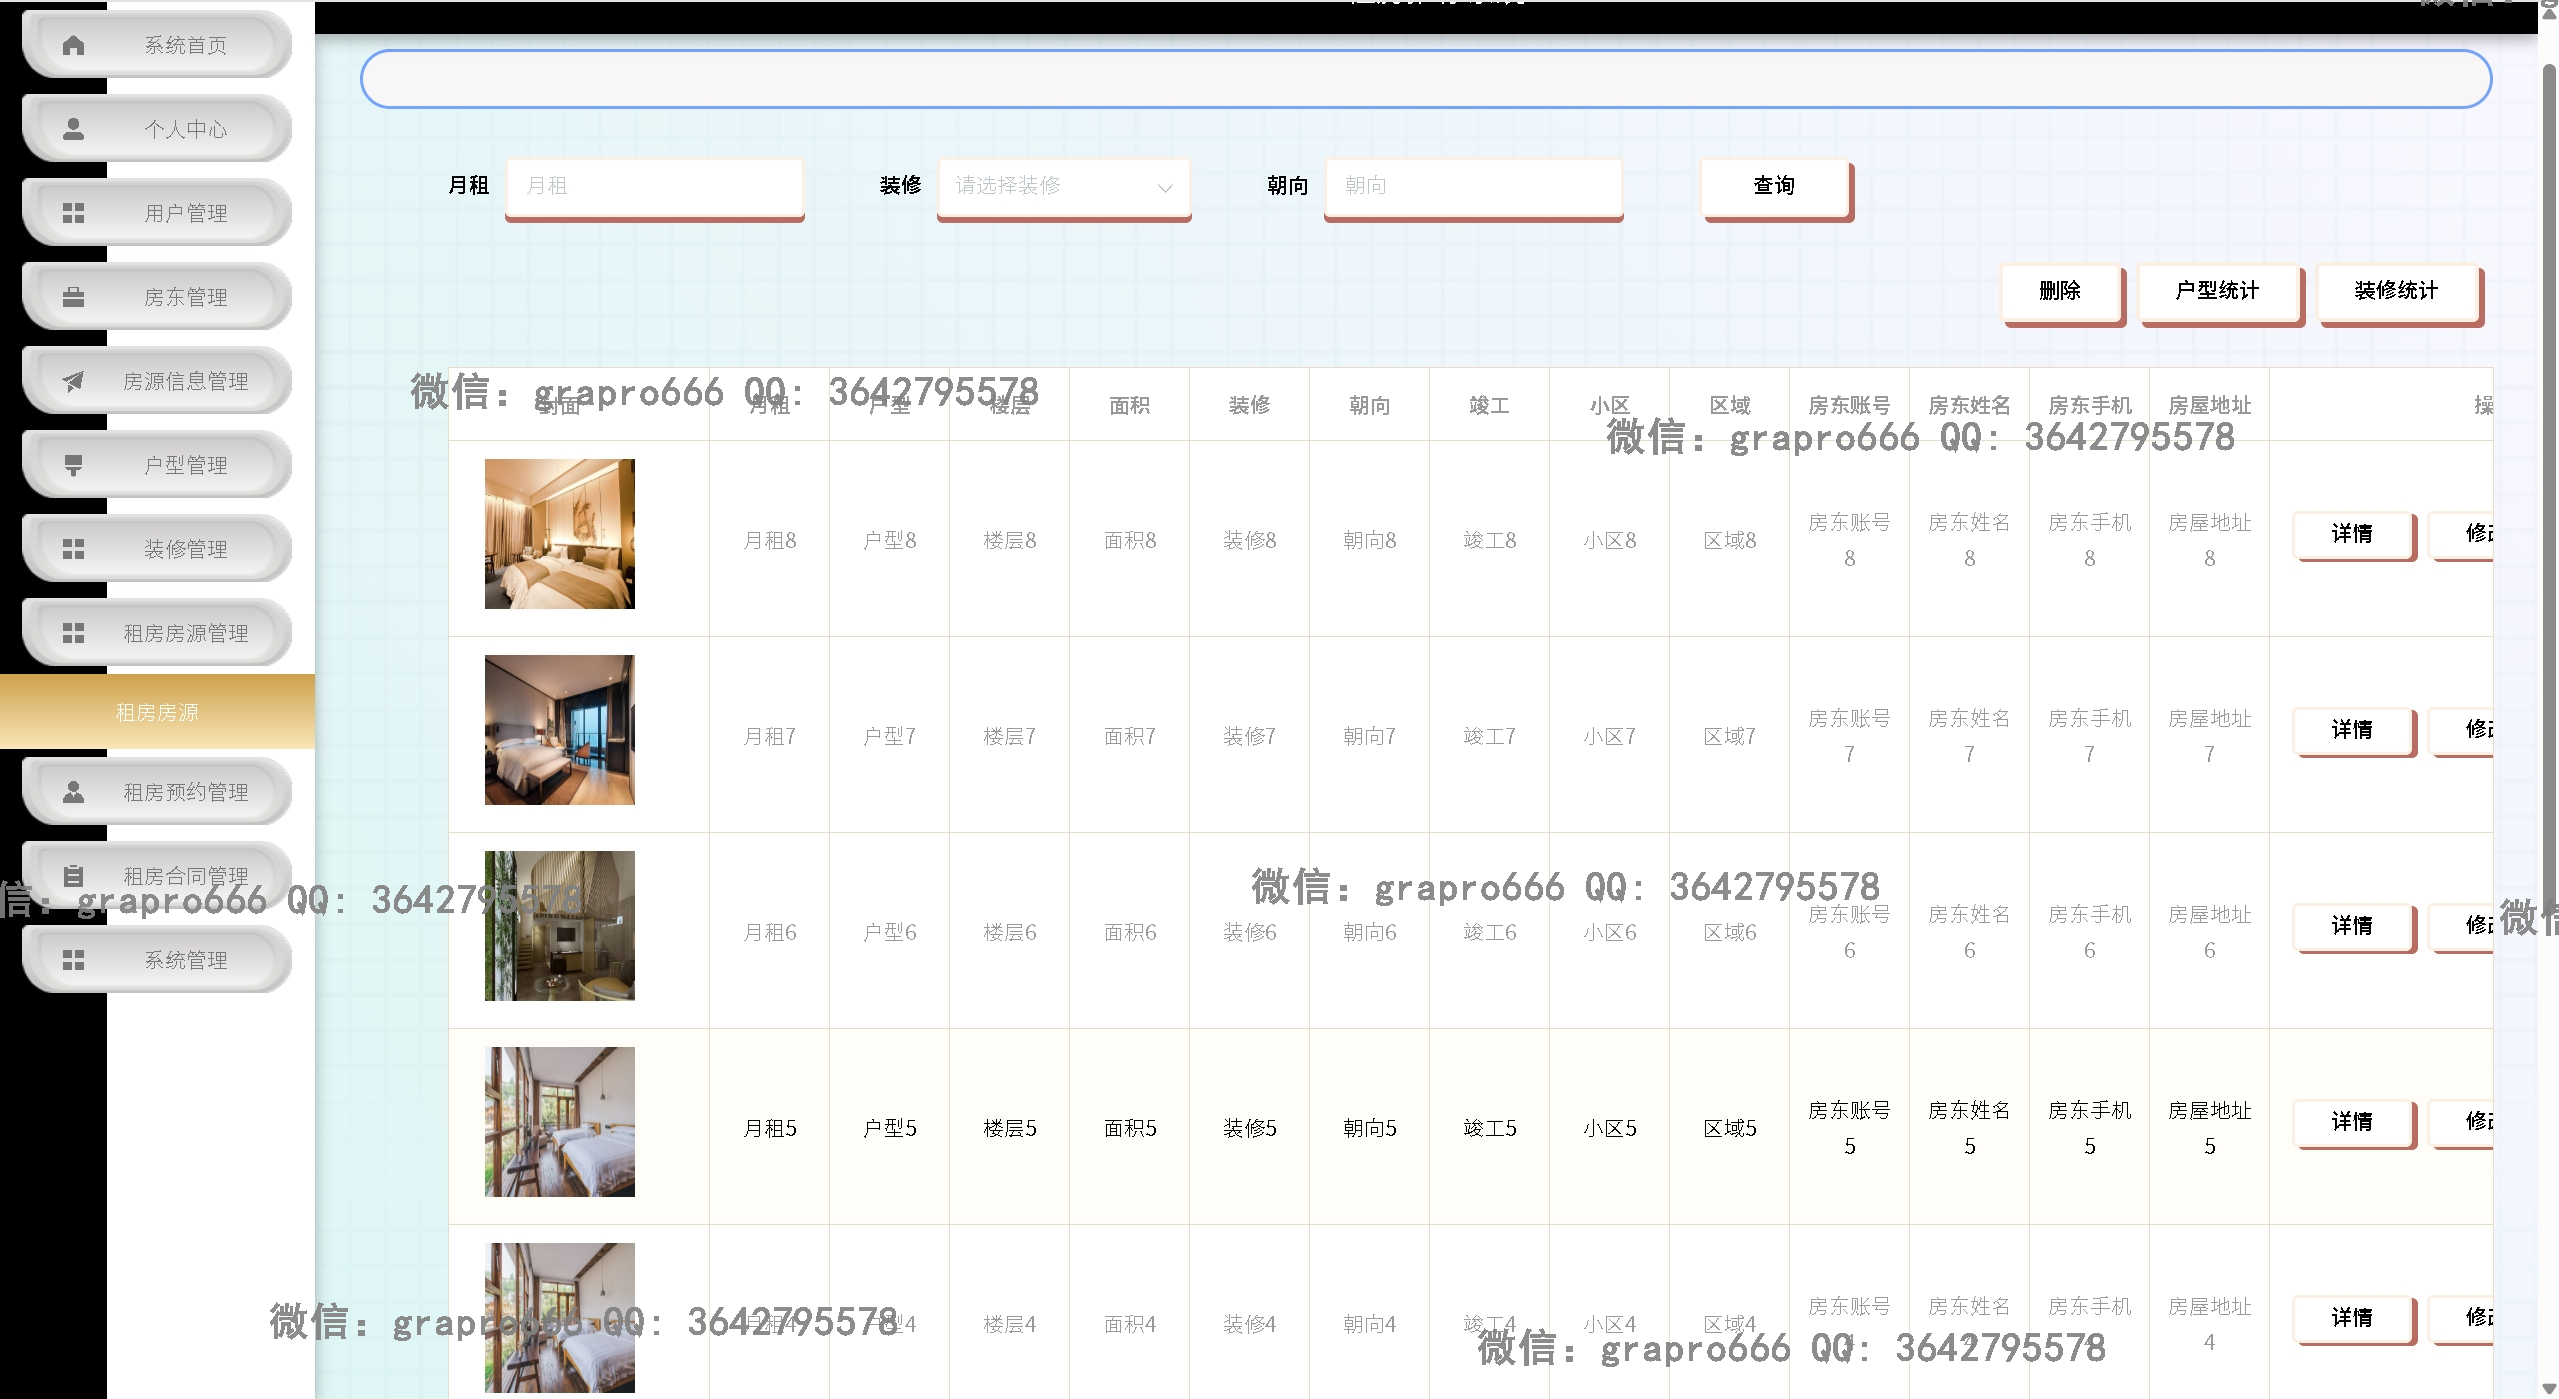 系统首页
个人中心
用户管理
房东管理
房源信息管理
户型管理
装修管理
租房房源管理
租房房源
租房预约管理
租房合同管理
系统管理
月租 月租 装修 请选择装修 朝向 朝向 查询
删除 户型统计 装修统计
微信: grapro666 QQ: 3642795578
封面 月租 户型 楼层 面积 装修 朝向 竣工 小区 区域 房东账号 房东姓名 房东手机 房屋地址 操
微信: grapro666 QQ: 3642795578
月租8 户型8 楼层8 面积8 装修8 朝向8 竣工8 小区8 区域8 房东账号8 房东姓名8 房东手机8 房屋地址8 详情
月租7 户型7 楼层7 面积7 装修7 朝向7 竣工7 小区7 区域7 房东账号7 房东姓名7 房东手机7 房屋地址7 详情
微信: grapro666 QQ: 3642795578
信: grapro666 QQ: 3642795578
微信
月租6 户型6 楼层6 面积6 装修6 朝向6 竣工6 小区6 区域6 房东账号6 房东姓名6 房东手机6 房屋地址6 详情
月租5 户型5 楼层5 面积5 装修5 朝向5 竣工5 小区5 区域5 房东账号5 房东姓名5 房东手机5 房屋地址5 详情
月租4 户型4 楼层4 面积4 装修4 朝向4 竣工4 小区4 区域4 房东账号4 房东姓名4 房东手机4 房屋地址4 详情
微信: grapro666 QQ: 3642795578
微信: grapro666 QQ: 3642795578